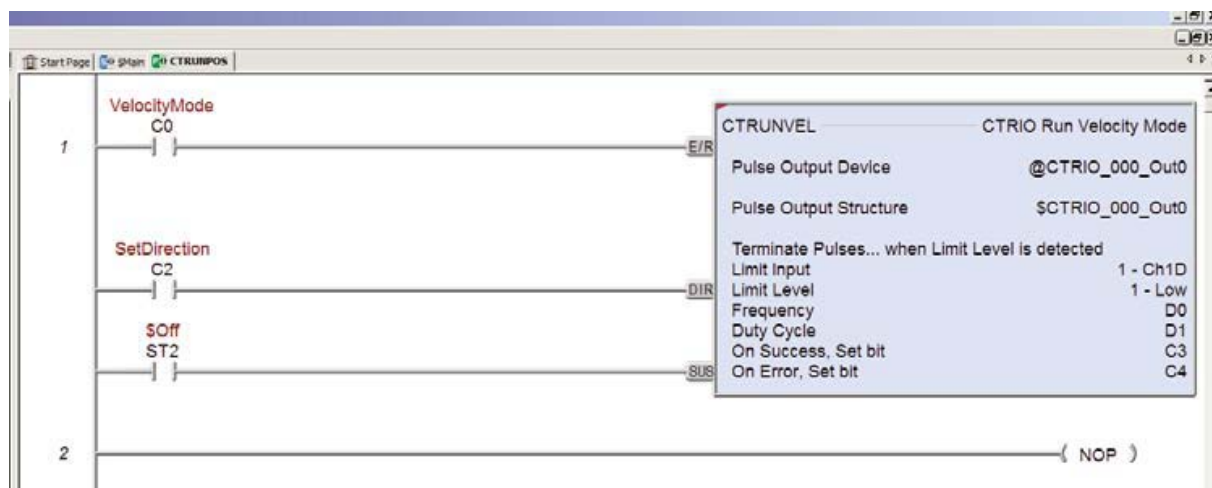 Start Page $Main CTRUNPOS
VelocityMode
C0
1
E/R
CTRUNVEL CTRIO Run Velocity Mode
Pulse Output Device @CTRIO_000_Out0
Pulse Output Structure $CTRIO_000_Out0
Terminate Pulses... when Limit Level is detected
Limit Input 1 - Ch1D
Limit Level 1 - Low
Frequency D0
Duty Cycle D1
On Success, Set bit C3
On Error, Set bit C4
SetDirection
C2
DIR
$Off
ST2
SUS
2
NOP